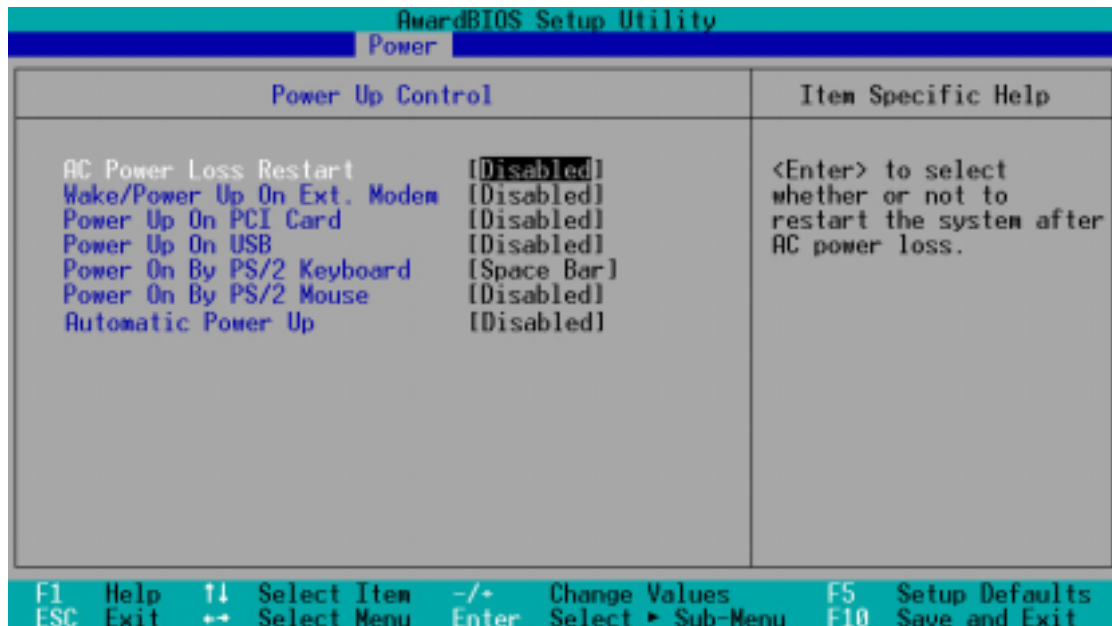 AwardBIOS Setup Utility
Power
Power Up Control
Item Specific Help
AC Power Loss Restart [Disabled]
Wake/Power Up On Ext. Modem [Disabled]
Power Up On PCI Card [Disabled]
Power Up On USB [Disabled]
Power On By PS/2 Keyboard [Space Bar]
Power On By PS/2 Mouse [Disabled]
Automatic Power Up [Disabled]
<Enter> to select
whether or not to
restart the system after
AC power loss.
F1 Help ↑↓ Select Item -/+ Change Values F5 Setup Defaults
ESC Exit ←→ Select Menu Enter Select ► Sub-Menu F10 Save and Exit